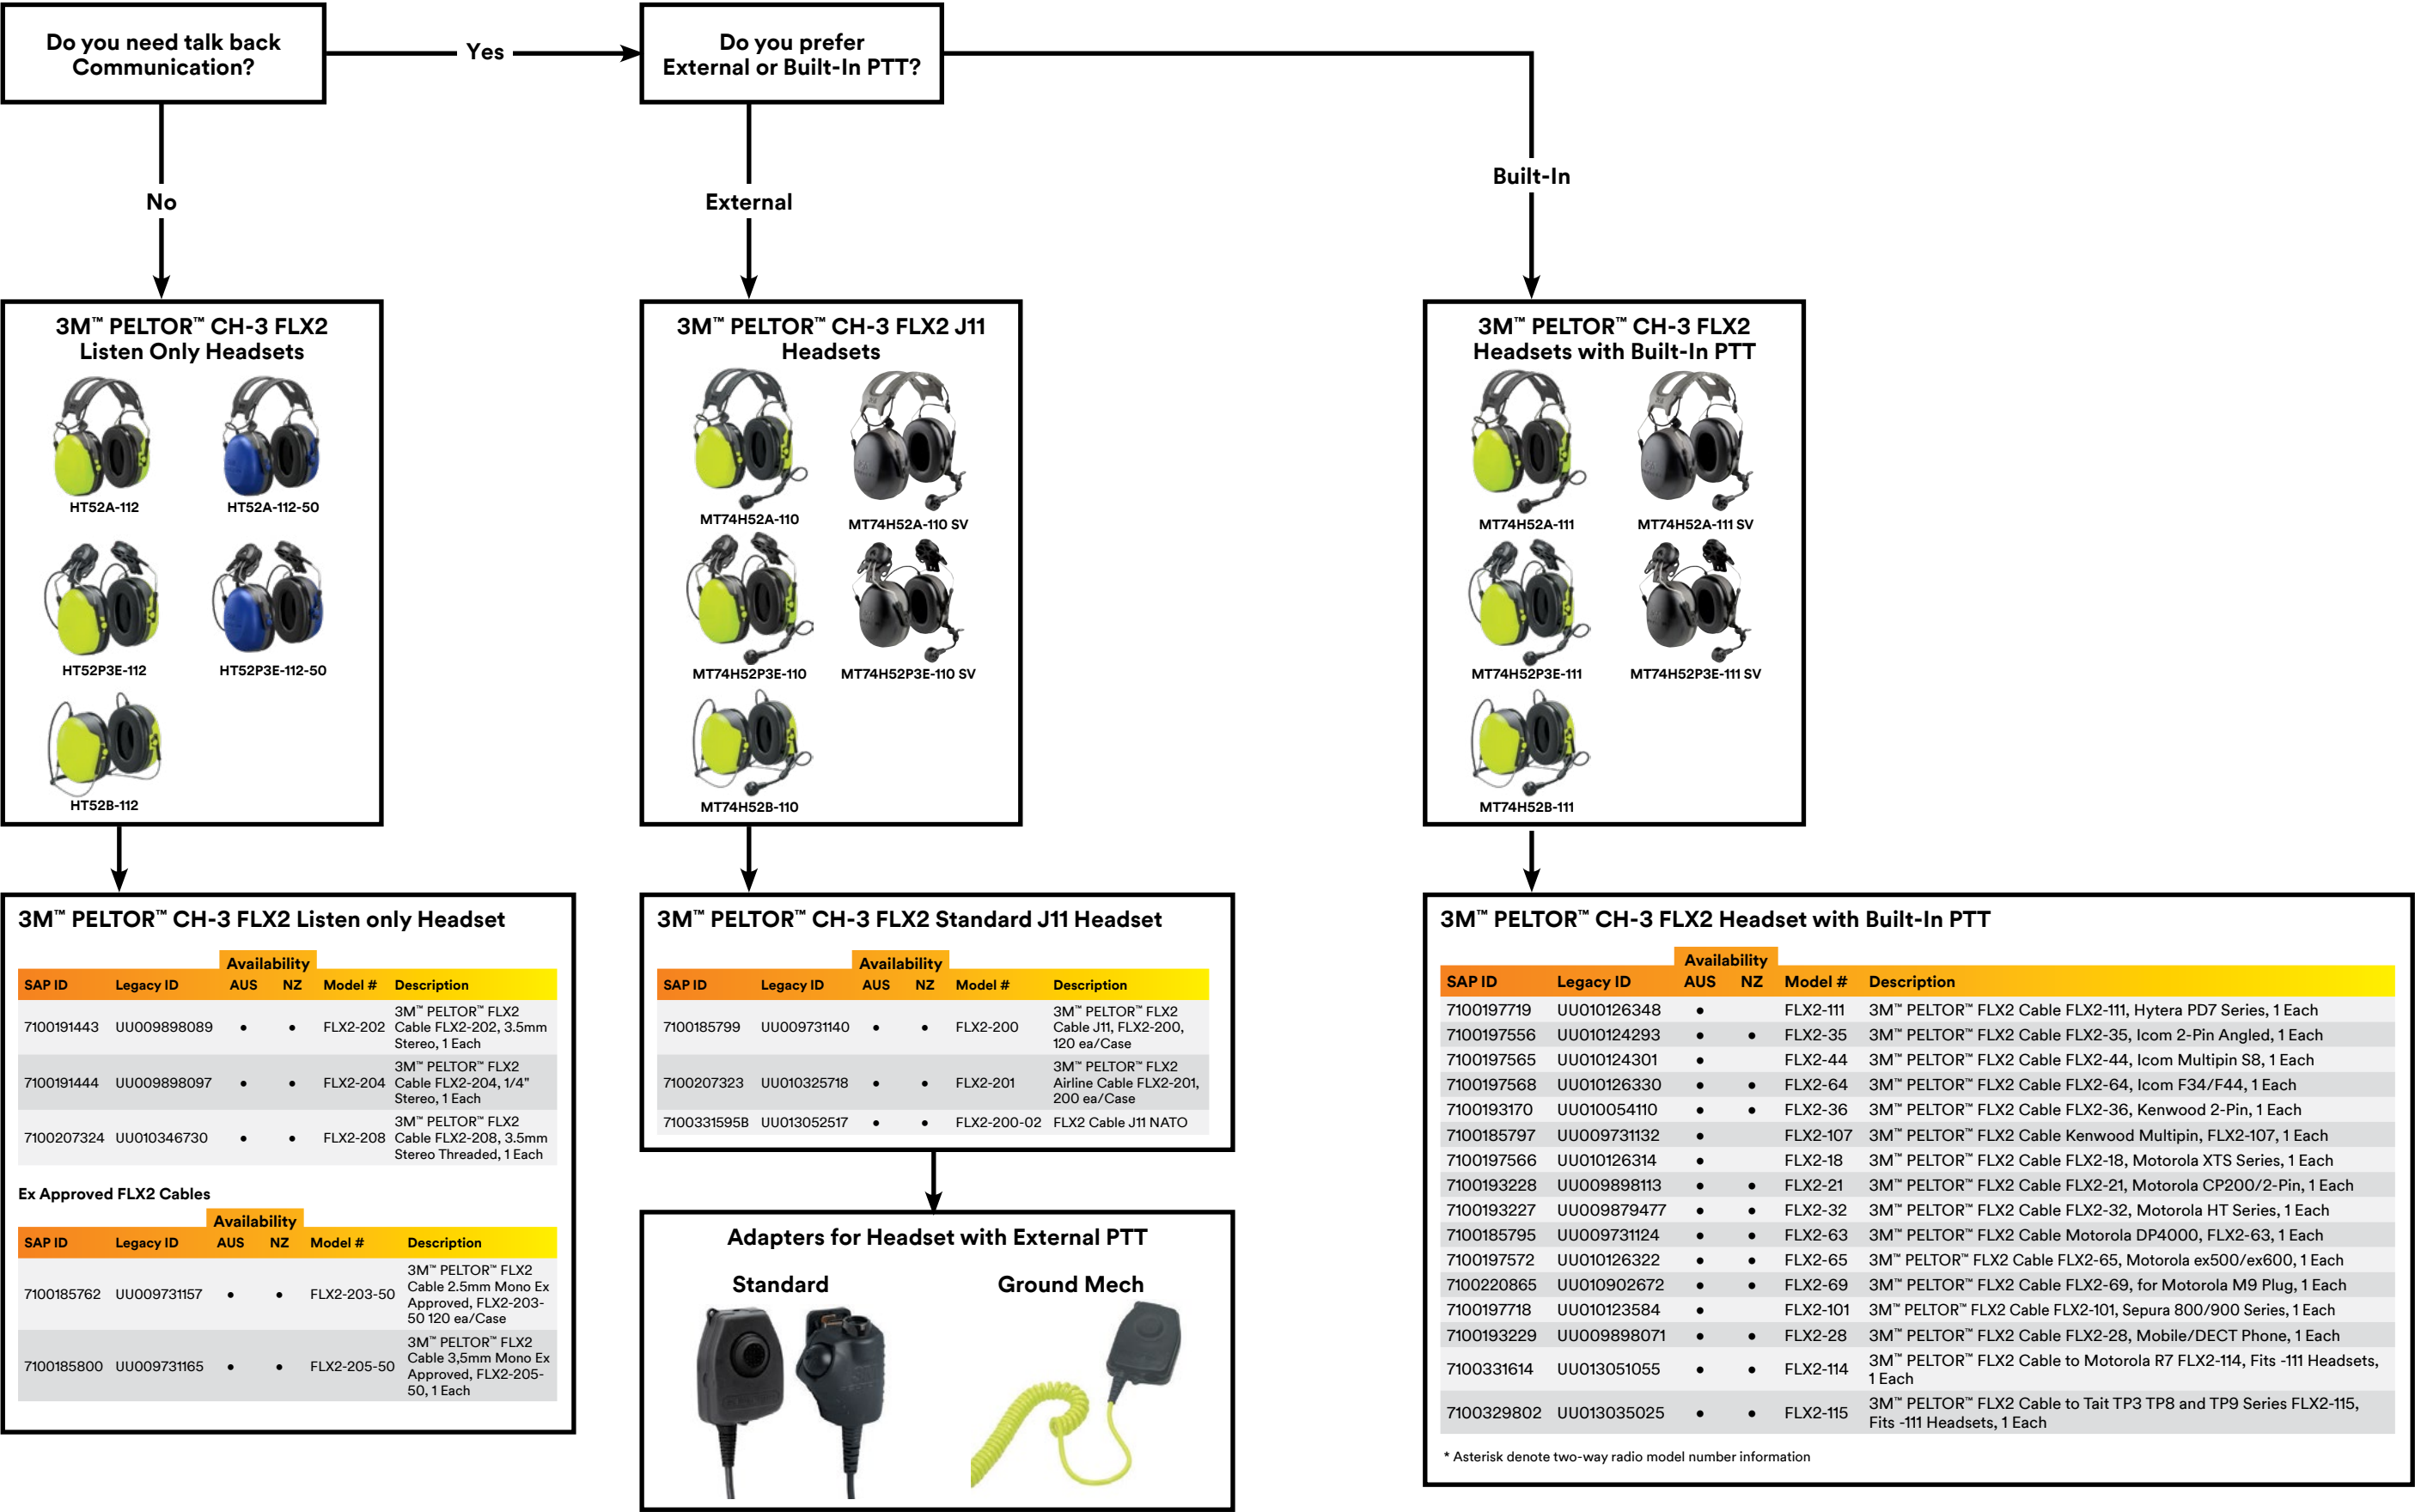 Do you need talk back
Communication?
Yes
Do you prefer
External or Built-In PTT?
No
External
Built-In
3M™ PELTOR™ CH-3 FLX2
Listen Only Headsets
HT52A-112
HT52A-112-50
HT52P3E-112
HT52P3E-112-50
HT52B-112
3M™ PELTOR™ CH-3 FLX2 J11
Headsets
MT74H52A-110
MT74H52A-110 SV
MT74H52P3E-110
MT74H52P3E-110 SV
MT74H52B-110
3M™ PELTOR™ CH-3 FLX2
Headsets with Built-In PTT
MT74H52A-111
MT74H52A-111 SV
MT74H52P3E-111
MT74H52P3E-111 SV
MT74H52B-111
3M™ PELTOR™ CH-3 FLX2 Listen only Headset
Availability
SAP ID Legacy ID AUS NZ Model # Description
7100191443 UU009898089 • • FLX2-202 3M™ PELTOR™ FLX2
Cable FLX2-202, 3.5mm
Stereo, 1 Each
7100191444 UU009898097 • • FLX2-204 3M™ PELTOR™ FLX2
Cable FLX2-204, 1/4"
Stereo, 1 Each
7100207324 UU010346730 • • FLX2-208 3M™ PELTOR™ FLX2
Cable FLX2-208, 3.5mm
Stereo Threaded, 1 Each
Ex Approved FLX2 Cables
Availability
SAP ID Legacy ID AUS NZ Model # Description
7100185762 UU009731157 • • FLX2-203-50 3M™ PELTOR™ FLX2
Cable 2.5mm Mono Ex
Approved, FLX2-203-
50 120 ea/Case
7100185800 UU009731165 • • FLX2-205-50 3M™ PELTOR™ FLX2
Cable 3,5mm Mono Ex
Approved, FLX2-205-
50, 1 Each
3M™ PELTOR™ CH-3 FLX2 Standard J11 Headset
Availability
SAP ID Legacy ID AUS NZ Model # Description
7100185799 UU009731140 • • FLX2-200 3M™ PELTOR™ FLX2
Cable J11, FLX2-200,
120 ea/Case
7100207323 UU010325718 • • FLX2-201 3M™ PELTOR™ FLX2
Airline Cable FLX2-201,
200 ea/Case
7100331595B UU013052517 • • FLX2-200-02 FLX2 Cable J11 NATO
Adapters for Headset with External PTT
Standard
Ground Mech
3M™ PELTOR™ CH-3 FLX2 Headset with Built-In PTT
Availability
SAP ID Legacy ID AUS NZ Model # Description
7100197719 UU010126348 • FLX2-111 3M™ PELTOR™ FLX2 Cable FLX2-111, Hytera PD7 Series, 1 Each
7100197556 UU010124293 • • FLX2-35 3M™ PELTOR™ FLX2 Cable FLX2-35, Icom 2-Pin Angled, 1 Each
7100197565 UU010124301 • FLX2-44 3M™ PELTOR™ FLX2 Cable FLX2-44, Icom Multipin S8, 1 Each
7100197568 UU010126330 • • FLX2-64 3M™ PELTOR™ FLX2 Cable FLX2-64, Icom F34/F44, 1 Each
7100193170 UU010054110 • • FLX2-36 3M™ PELTOR™ FLX2 Cable FLX2-36, Kenwood 2-Pin, 1 Each
7100185797 UU009731132 • FLX2-107 3M™ PELTOR™ FLX2 Cable Kenwood Multipin, FLX2-107, 1 Each
7100197566 UU010126314 • FLX2-18 3M™ PELTOR™ FLX2 Cable FLX2-18, Motorola XTS Series, 1 Each
7100193228 UU009898113 • • FLX2-21 3M™ PELTOR™ FLX2 Cable FLX2-21, Motorola CP200/2-Pin, 1 Each
7100193227 UU009879477 • • FLX2-32 3M™ PELTOR™ FLX2 Cable FLX2-32, Motorola HT Series, 1 Each
7100185795 UU009731124 • • FLX2-63 3M™ PELTOR™ FLX2 Cable Motorola DP4000, FLX2-63, 1 Each
7100197572 UU010126322 • • FLX2-65 3M™ PELTOR™ FLX2 Cable FLX2-65, Motorola ex500/ex600, 1 Each
7100220865 UU010902672 • • FLX2-69 3M™ PELTOR™ FLX2 Cable FLX2-69, for Motorola M9 Plug, 1 Each
7100197718 UU010123584 • FLX2-101 3M™ PELTOR™ FLX2 Cable FLX2-101, Sepura 800/900 Series, 1 Each
7100193229 UU009898071 • • FLX2-28 3M™ PELTOR™ FLX2 Cable FLX2-28, Mobile/DECT Phone, 1 Each
7100331614 UU013051055 • • FLX2-114 3M™ PELTOR™ FLX2 Cable to Motorola R7 FLX2-114, Fits -111 Headsets,
1 Each
7100329802 UU013035025 • • FLX2-115 3M™ PELTOR™ FLX2 Cable to Tait TP3 TP8 and TP9 Series FLX2-115,
Fits -111 Headsets, 1 Each
* Asterisk denote two-way radio model number information